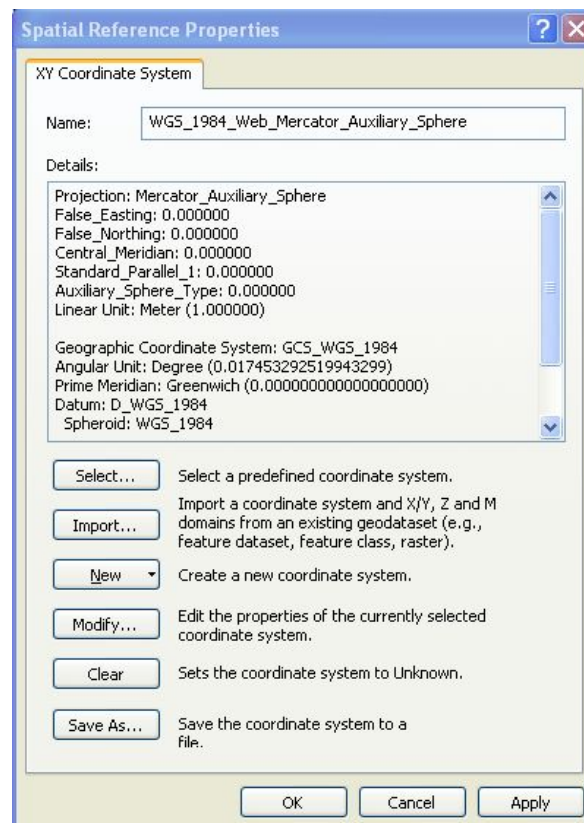 Spatial Reference Properties
XY Coordinate System
Name: WGS_1984_Web_Mercator_Auxiliary_Sphere
Details:
Projection: Mercator_Auxiliary_Sphere
False_Easting: 0.000000
False_Northing: 0.000000
Central_Meridian: 0.000000
Standard_Parallel_1: 0.000000
Auxiliary_Sphere_Type: 0.000000
Linear Unit: Meter (1.000000)
Geographic Coordinate System: GCS_WGS_1984
Angular Unit: Degree (0.017453292519943299)
Prime Meridian: Greenwich (0.000000000000000000)
Datum: D_WGS_1984
Spheroid: WGS_1984
Select... Select a predefined coordinate system.
Import... Import a coordinate system and X/Y, Z and M
domains from an existing geodataset (e.g.,
feature dataset, feature class, raster).
New Create a new coordinate system.
Modify... Edit the properties of the currently selected
coordinate system.
Clear Sets the coordinate system to Unknown.
Save As... Save the coordinate system to a
file.
OK Cancel Apply